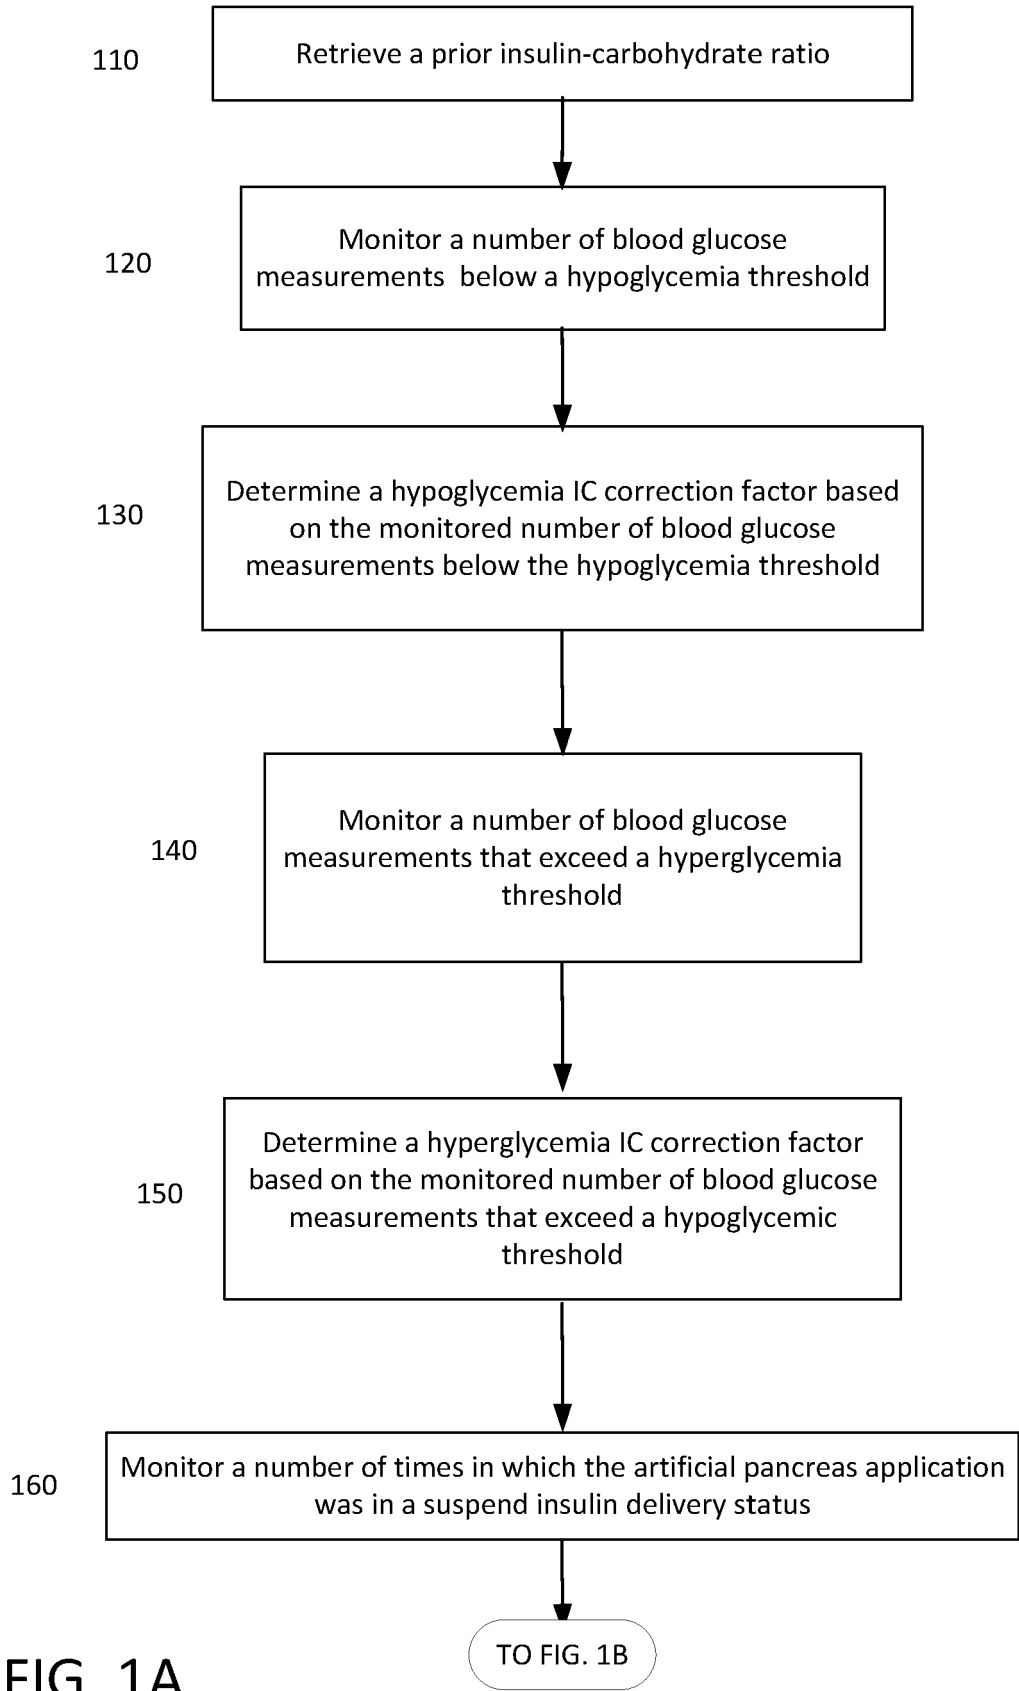 110
Retrieve a prior insulin-carbohydrate ratio
120
Monitor a number of blood glucose
measurements below a hypoglycemia threshold
130
Determine a hypoglycemia IC correction factor based
on the monitored number of blood glucose
measurements below the hypoglycemia threshold
140
Monitor a number of blood glucose
measurements that exceed a hyperglycemia
threshold
150
Determine a hyperglycemia IC correction factor
based on the monitored number of blood glucose
measurements that exceed a hypoglycemic
threshold
160
Monitor a number of times in which the artificial pancreas application
was in a suspend insulin delivery status
TO FIG. 1B
FIG. 1A